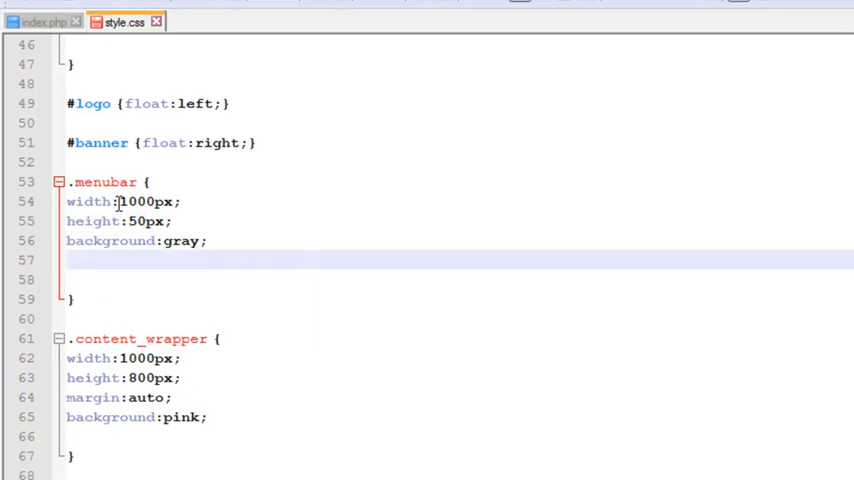 index.php style.css
46
47 }
48
49 #logo {float:left;}
50
51 #banner {float:right;}
52
53 .menubar {
54 width:1000px;
55 height:50px;
56 background:gray;
57
58
59 }
60
61 .content_wrapper {
62 width:1000px;
63 height:800px;
64 margin:auto;
65 background:pink;
66
67 }
68